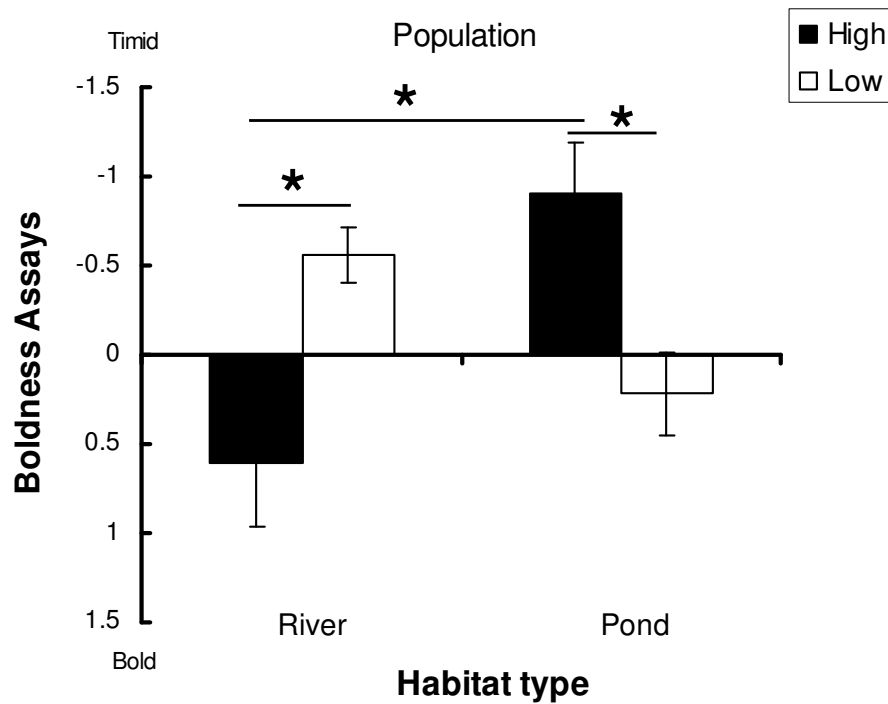 Timid
Population
High
Low
-1.5
-1
-0.5
0
0.5
1
1.5
Boldness Assays
*
*
*
River
Pond
Bold
Habitat type